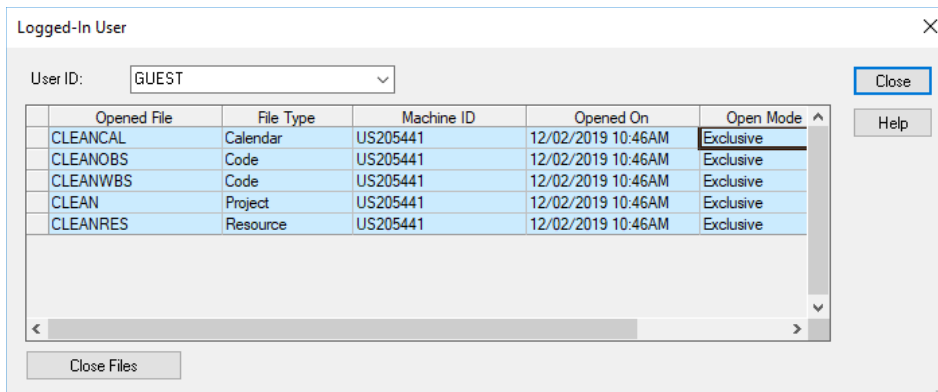 Logged-In User
User ID: GUEST
Close
Opened File File Type Machine ID Opened On Open Mode
Help
CLEANCAL Calendar US205441 12/02/2019 10:46AM Exclusive
CLEANOBS Code US205441 12/02/2019 10:46AM Exclusive
CLEANWBS Code US205441 12/02/2019 10:46AM Exclusive
CLEAN Project US205441 12/02/2019 10:46AM Exclusive
CLEANRES Resource US205441 12/02/2019 10:46AM Exclusive
Close Files